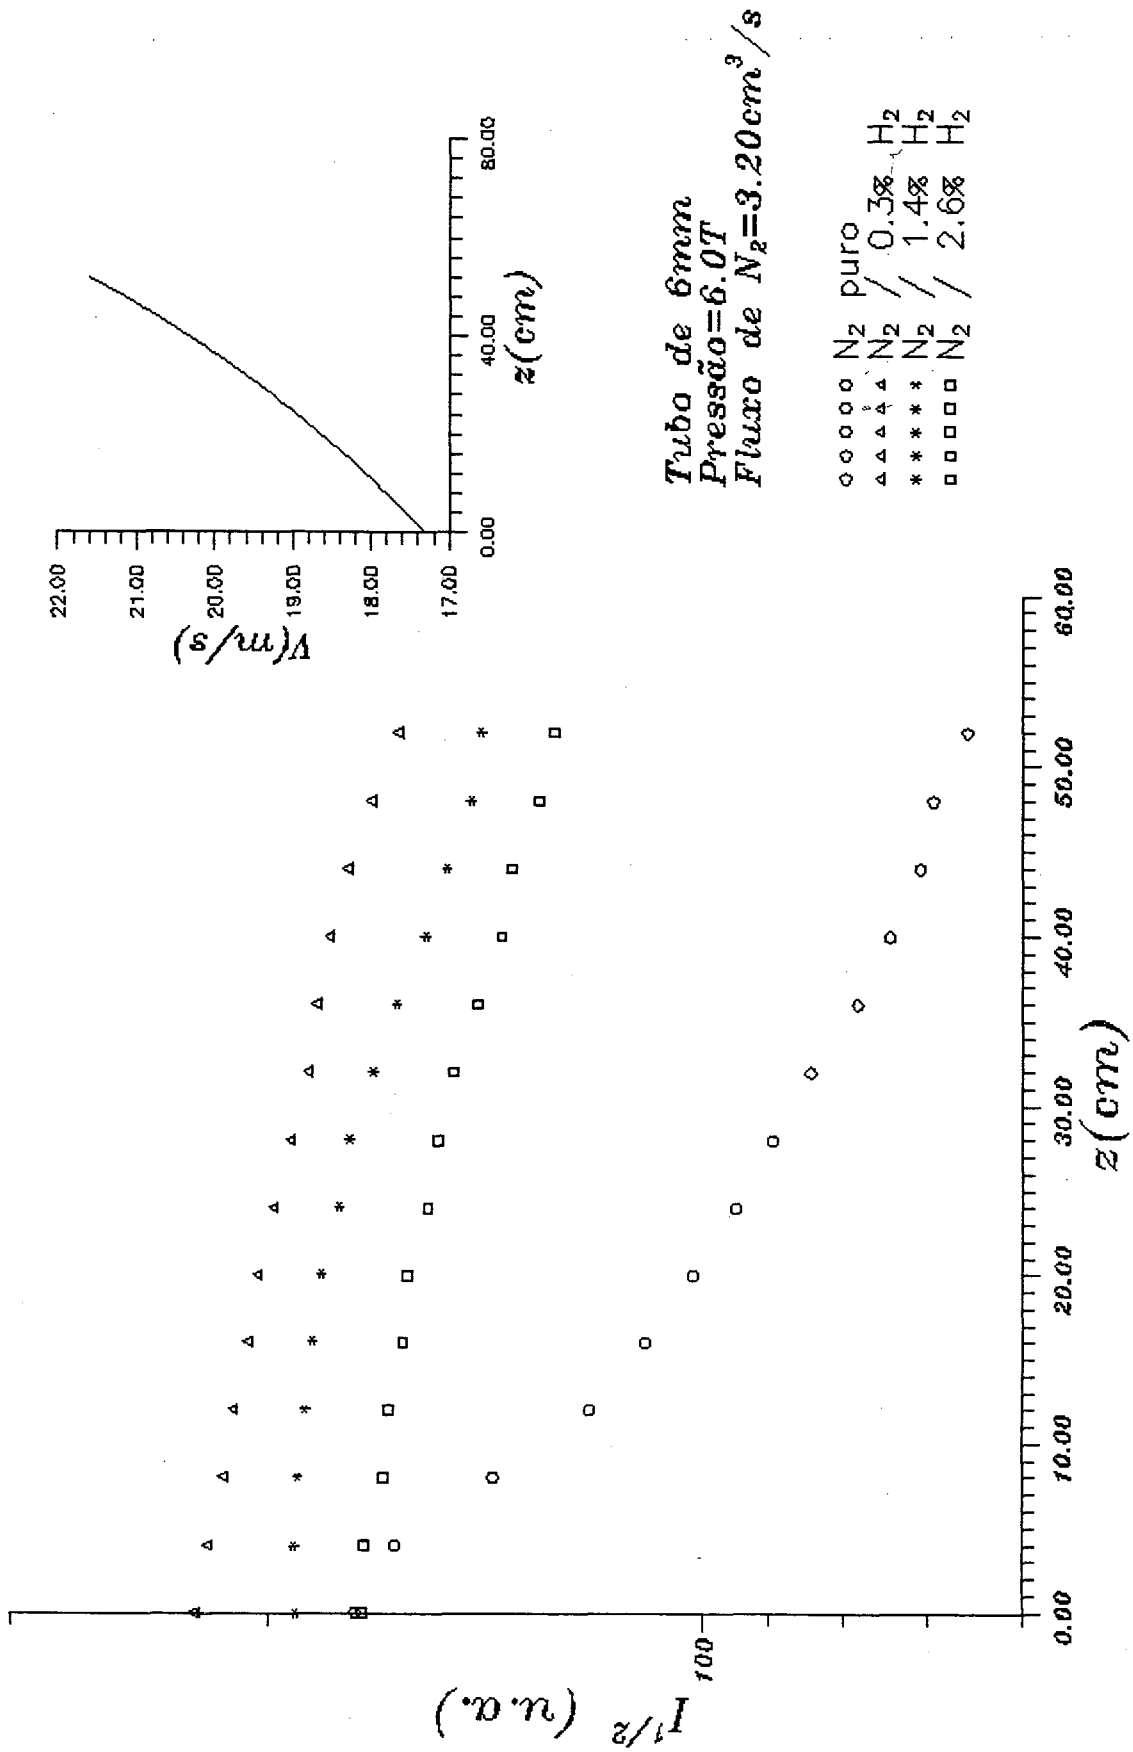 22.00
21.00
20.00
19.00
18.00
17.00
V(m/s)
0.00
40.00
80.00
z(cm)
Tubo de 6mm
Pressão=6.0T
Fluxo de N₂=3.20cm³/s
N₂ puro
N₂ // 0.3% H₂
N₂ // 1.4% H₂
N₂ // 2.6% H₂
I^1/2 (u.a.)
100
0.00
10.00
20.00
30.00
40.00
50.00
60.00
z(cm)